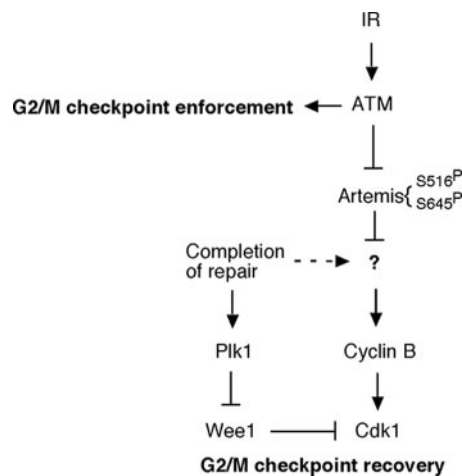 IR
G2/M checkpoint enforcement
ATM
Artemis{
S516P
S645P
Completion
of repair
?
Plk1
Cyclin B
Wee1
Cdk1
G2/M checkpoint recovery